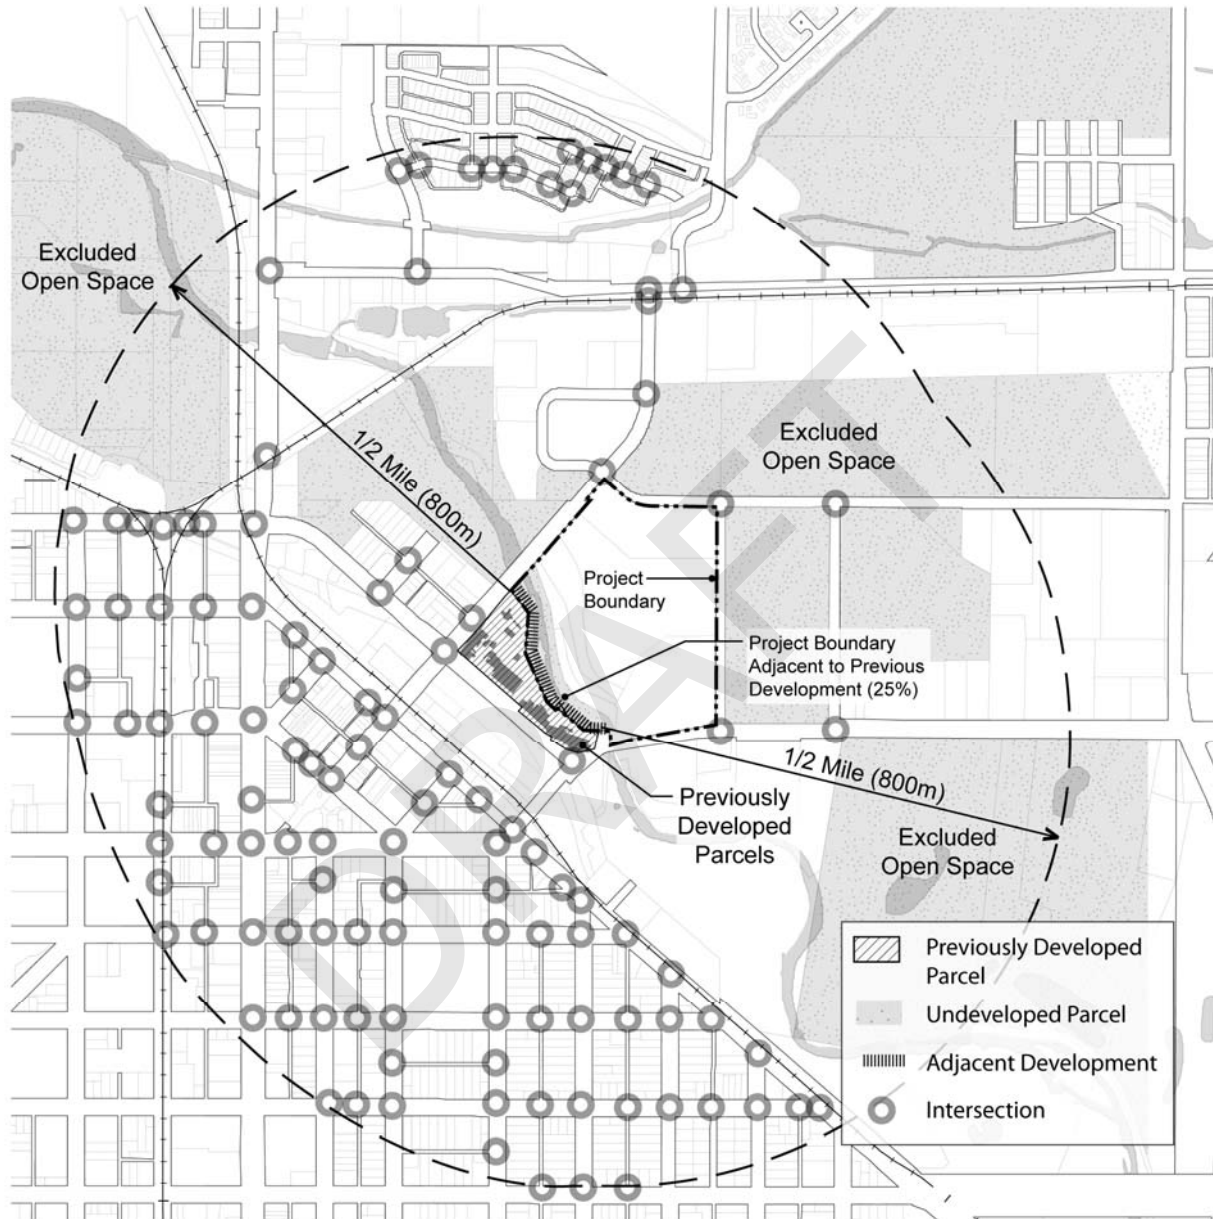 Excluded
Open Space
1/2 Mile (800m)
Excluded
Open Space
Project
Boundary
Project Boundary
Adjacent to Previous
Development (25%)
1/2 Mile (800m)
Previously
Developed
Parcels
Excluded
Open Space
DRAFT
Previously Developed
Parcel
Undeveloped Parcel
Adjacent Development
Intersection